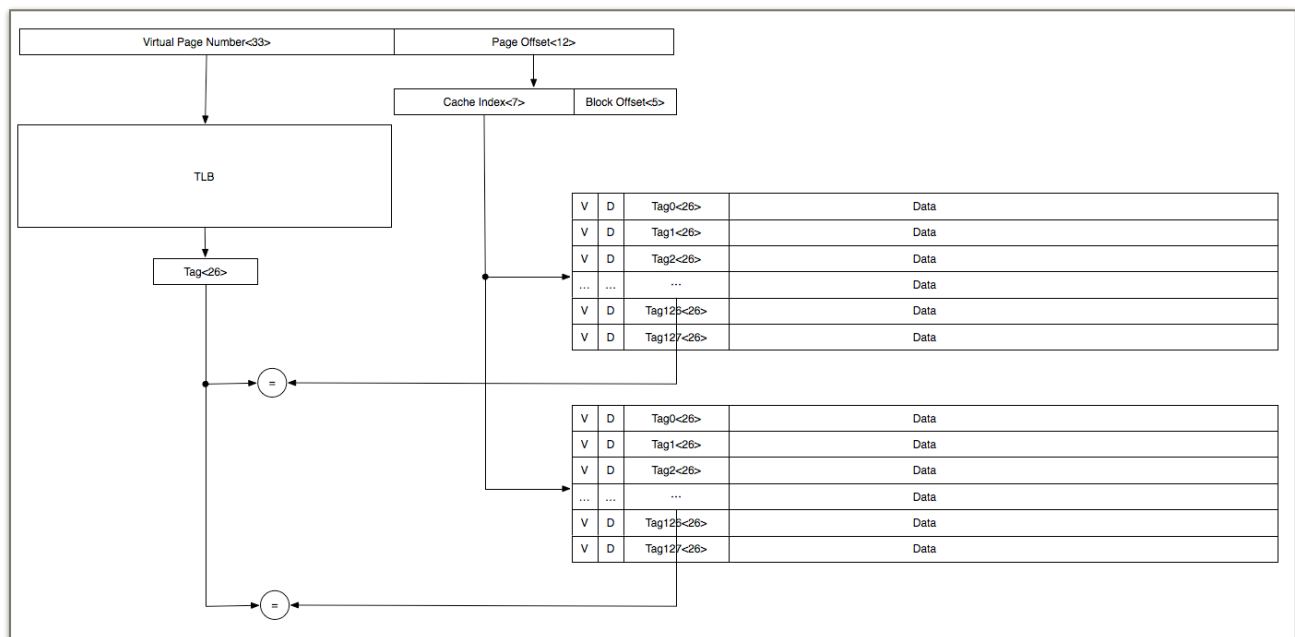 Virtual Page Number<33> Page Offset<12>
Cache Index<7> Block Offset<5>
TLB
V D Tag0<26> Data
V D Tag1<26> Data
V D Tag2<26> Data
Tag<26>
... ... ... Data
V D Tag126<26> Data
V D Tag127<26> Data
=
V D Tag0<26> Data
V D Tag1<26> Data
V D Tag2<26> Data
... ... ... Data
V D Tag126<26> Data
V D Tag127<26> Data
=